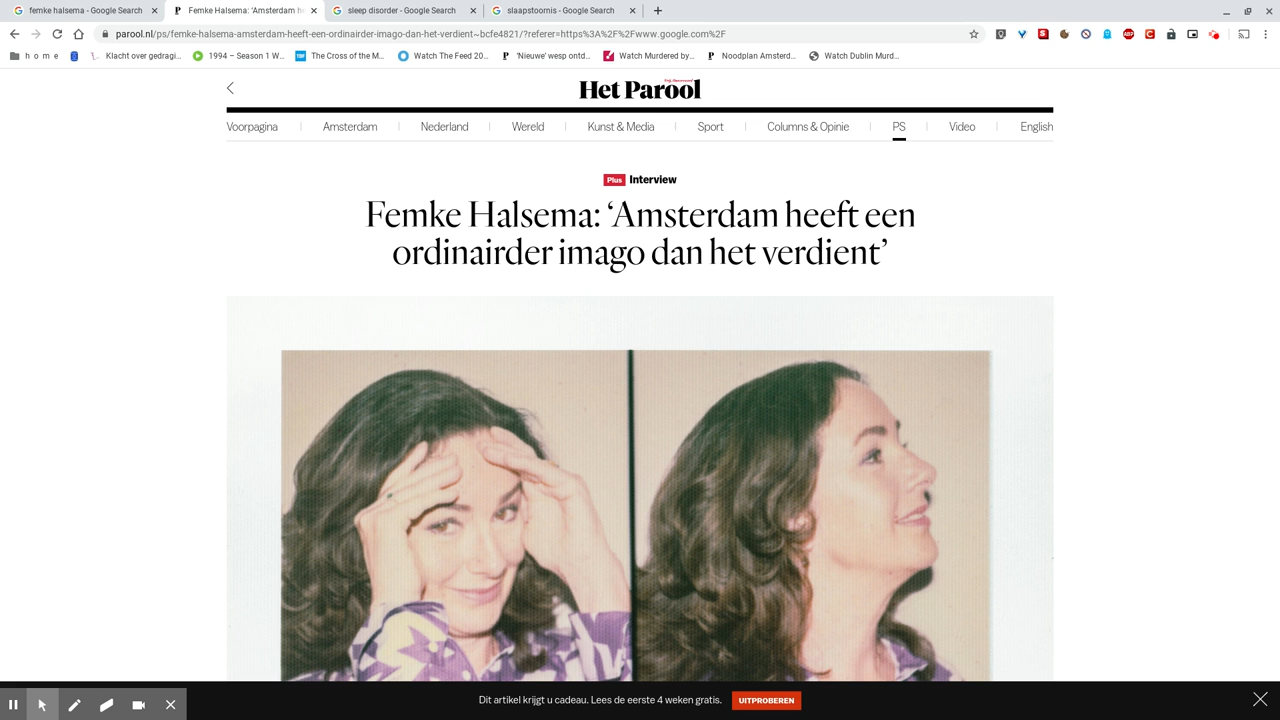 femke halsema - Google Search
Femke Halsema: 'Amsterdam he
sleep disorder - Google Search
slaapstoornis - Google Search
parool.nl/ps/femke-halsema-amsterdam-heeft-een-ordinairder-imago-dan-het-verdient~bcfe4821/?referer=https%3A%2F%2Fwww.google.com%2F
h o m e
Klacht over gedragi...
1994 – Season 1 W...
The Cross of the M...
Watch The Feed 20...
'Nieuwe' wesp ontd...
Watch Murdered by...
Noodplan Amsterd...
Watch Dublin Murd...
Het Parool
Voorpagina
Amsterdam
Nederland
Wereld
Kunst & Media
Sport
Columns & Opinie
PS
Video
English
Plus Interview
Femke Halsema: ‘Amsterdam heeft een
ordinairder imago dan het verdient’
Dit artikel krijgt u cadeau. Lees de eerste 4 weken gratis.
UITPROBEREN